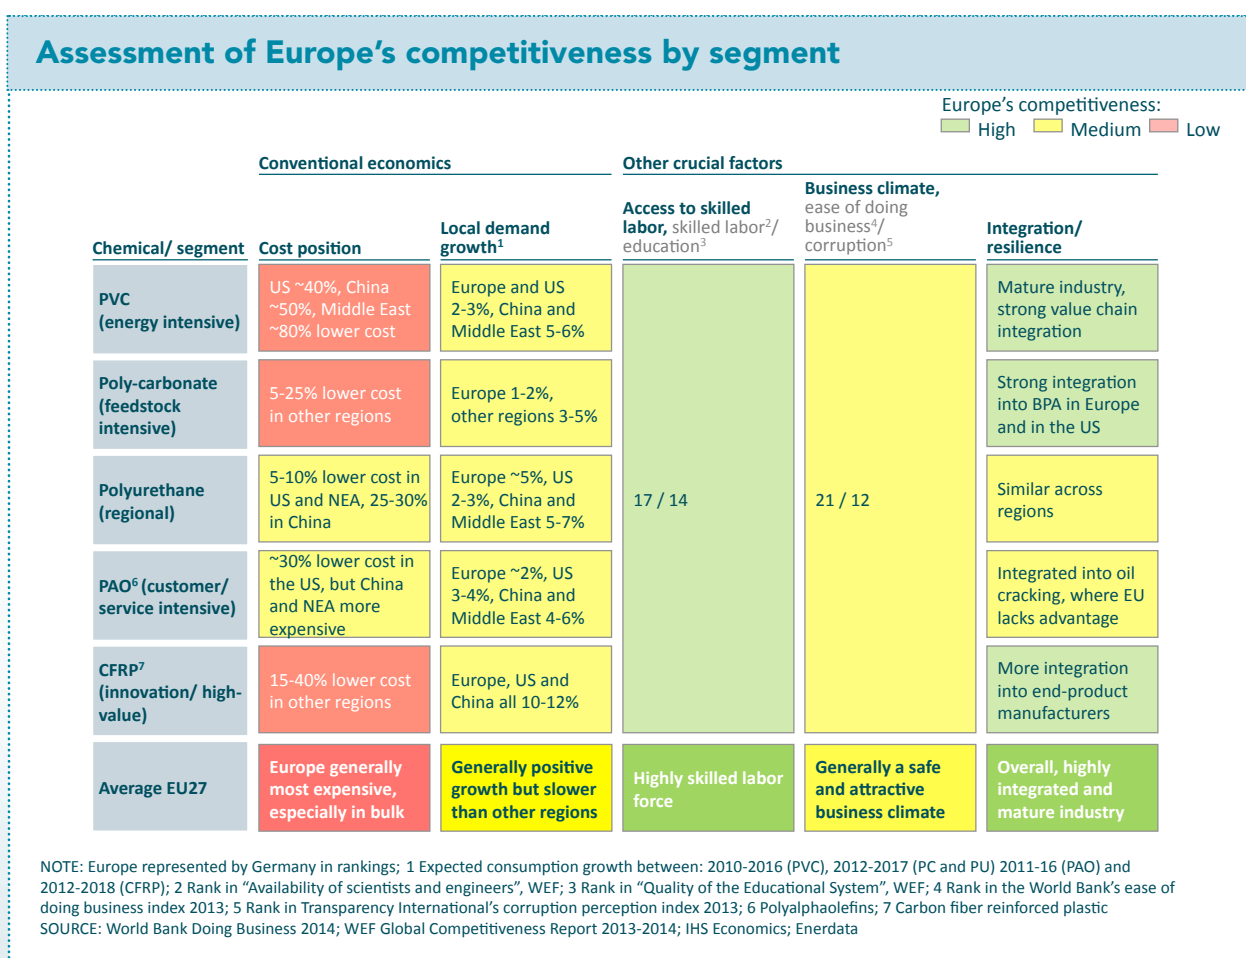 Assessment of Europe's competitiveness by segment
Europe's competitiveness:
High
Medium
Low
Conventional economics
Other crucial factors
Chemical/ segment
Cost position
Local demand
growth1
Access to skilled
labor, skilled labor2/
education3
Business climate,
ease of doing
business4/
corruption5
Integration/
resilience
PVC
(energy intensive)
US ~40%, China
~50%, Middle East
~80% lower cost
Europe and US
2-3%, China and
Middle East 5-6%
Mature industry,
strong value chain
integration
Poly-carbonate
(feedstock
intensive)
5-25% lower cost
in other regions
Europe 1-2%,
other regions 3-5%
Strong integration
into BPA in Europe
and in the US
Polyurethane
(regional)
5-10% lower cost in
US and NEA, 25-30%
in China
Europe ~5%, US
2-3%, China and
Middle East 5-7%
17 / 14
21 / 12
Similar across
regions
PAO6 (customer/
service intensive)
~30% lower cost in
the US, but China
and NEA more
expensive
Europe ~2%, US
3-4%, China and
Middle East 4-6%
Integrated into oil
cracking, where EU
lacks advantage
CFRP7
(innovation/ high-
value)
15-40% lower cost
in other regions
Europe, US and
China all 10-12%
More integration
into end-product
manufacturers
Average EU27
Europe generally
most expensive,
especially in bulk
Generally positive
growth but slower
than other regions
Highly skilled labor
force
Generally a safe
and attractive
business climate
Overall, highly
integrated and
mature industry
NOTE: Europe represented by Germany in rankings; 1 Expected consumption growth between: 2010-2016 (PVC), 2012-2017 (PC and PU) 2011-16 (PAO) and
2012-2018 (CFRP); 2 Rank in "Availability of scientists and engineers", WEF; 3 Rank in "Quality of the Educational System", WEF; 4 Rank in the World Bank's ease of
doing business index 2013; 5 Rank in Transparency International's corruption perception index 2013; 6 Polyalphaolefins; 7 Carbon fiber reinforced plastic
SOURCE: World Bank Doing Business 2014; WEF Global Competitiveness Report 2013-2014; IHS Economics; Enerdata